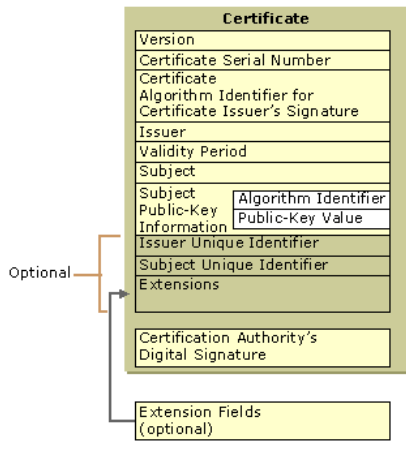 Certificate
Version
Certificate Serial Number
Certificate
Algorithm Identifier for
Certificate Issuer's Signature
Issuer
Validity Period
Subject
Subject
Public-Key
Information
Algorithm Identifier
Public-Key Value
Issuer Unique Identifier
Subject Unique Identifier
Extensions
Optional
Certification Authority's
Digital Signature
Extension Fields
(optional)